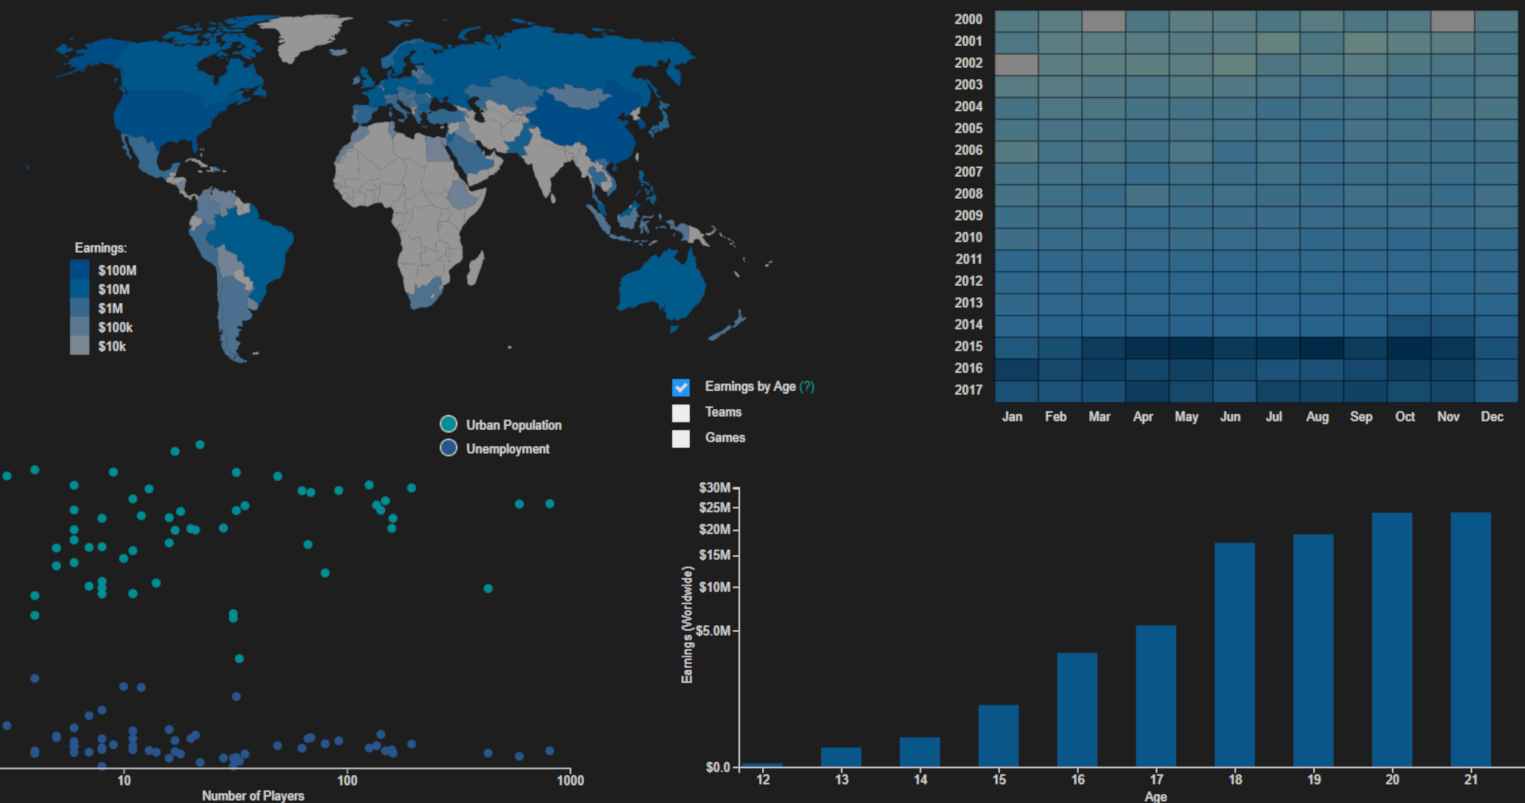 Earnings:
$100M
$10M
$1M
$100k
$10k
2000
2001
2002
2003
2004
2005
2006
2007
2008
2009
2010
2011
2012
2013
2014
2015
2016
2017
Jan Feb Mar Apr May Jun Jul Aug Sep Oct Nov Dec
Urban Population
Unemployment
10 100 1000
Number of Players
Earnings by Age (?)
Teams
Games
Earnings (Worldwide)
$30M
$25M
$20M
$15M
$10M
$5.0M
$0.0
12 13 14 15 16 17 18 19 20 21
Age